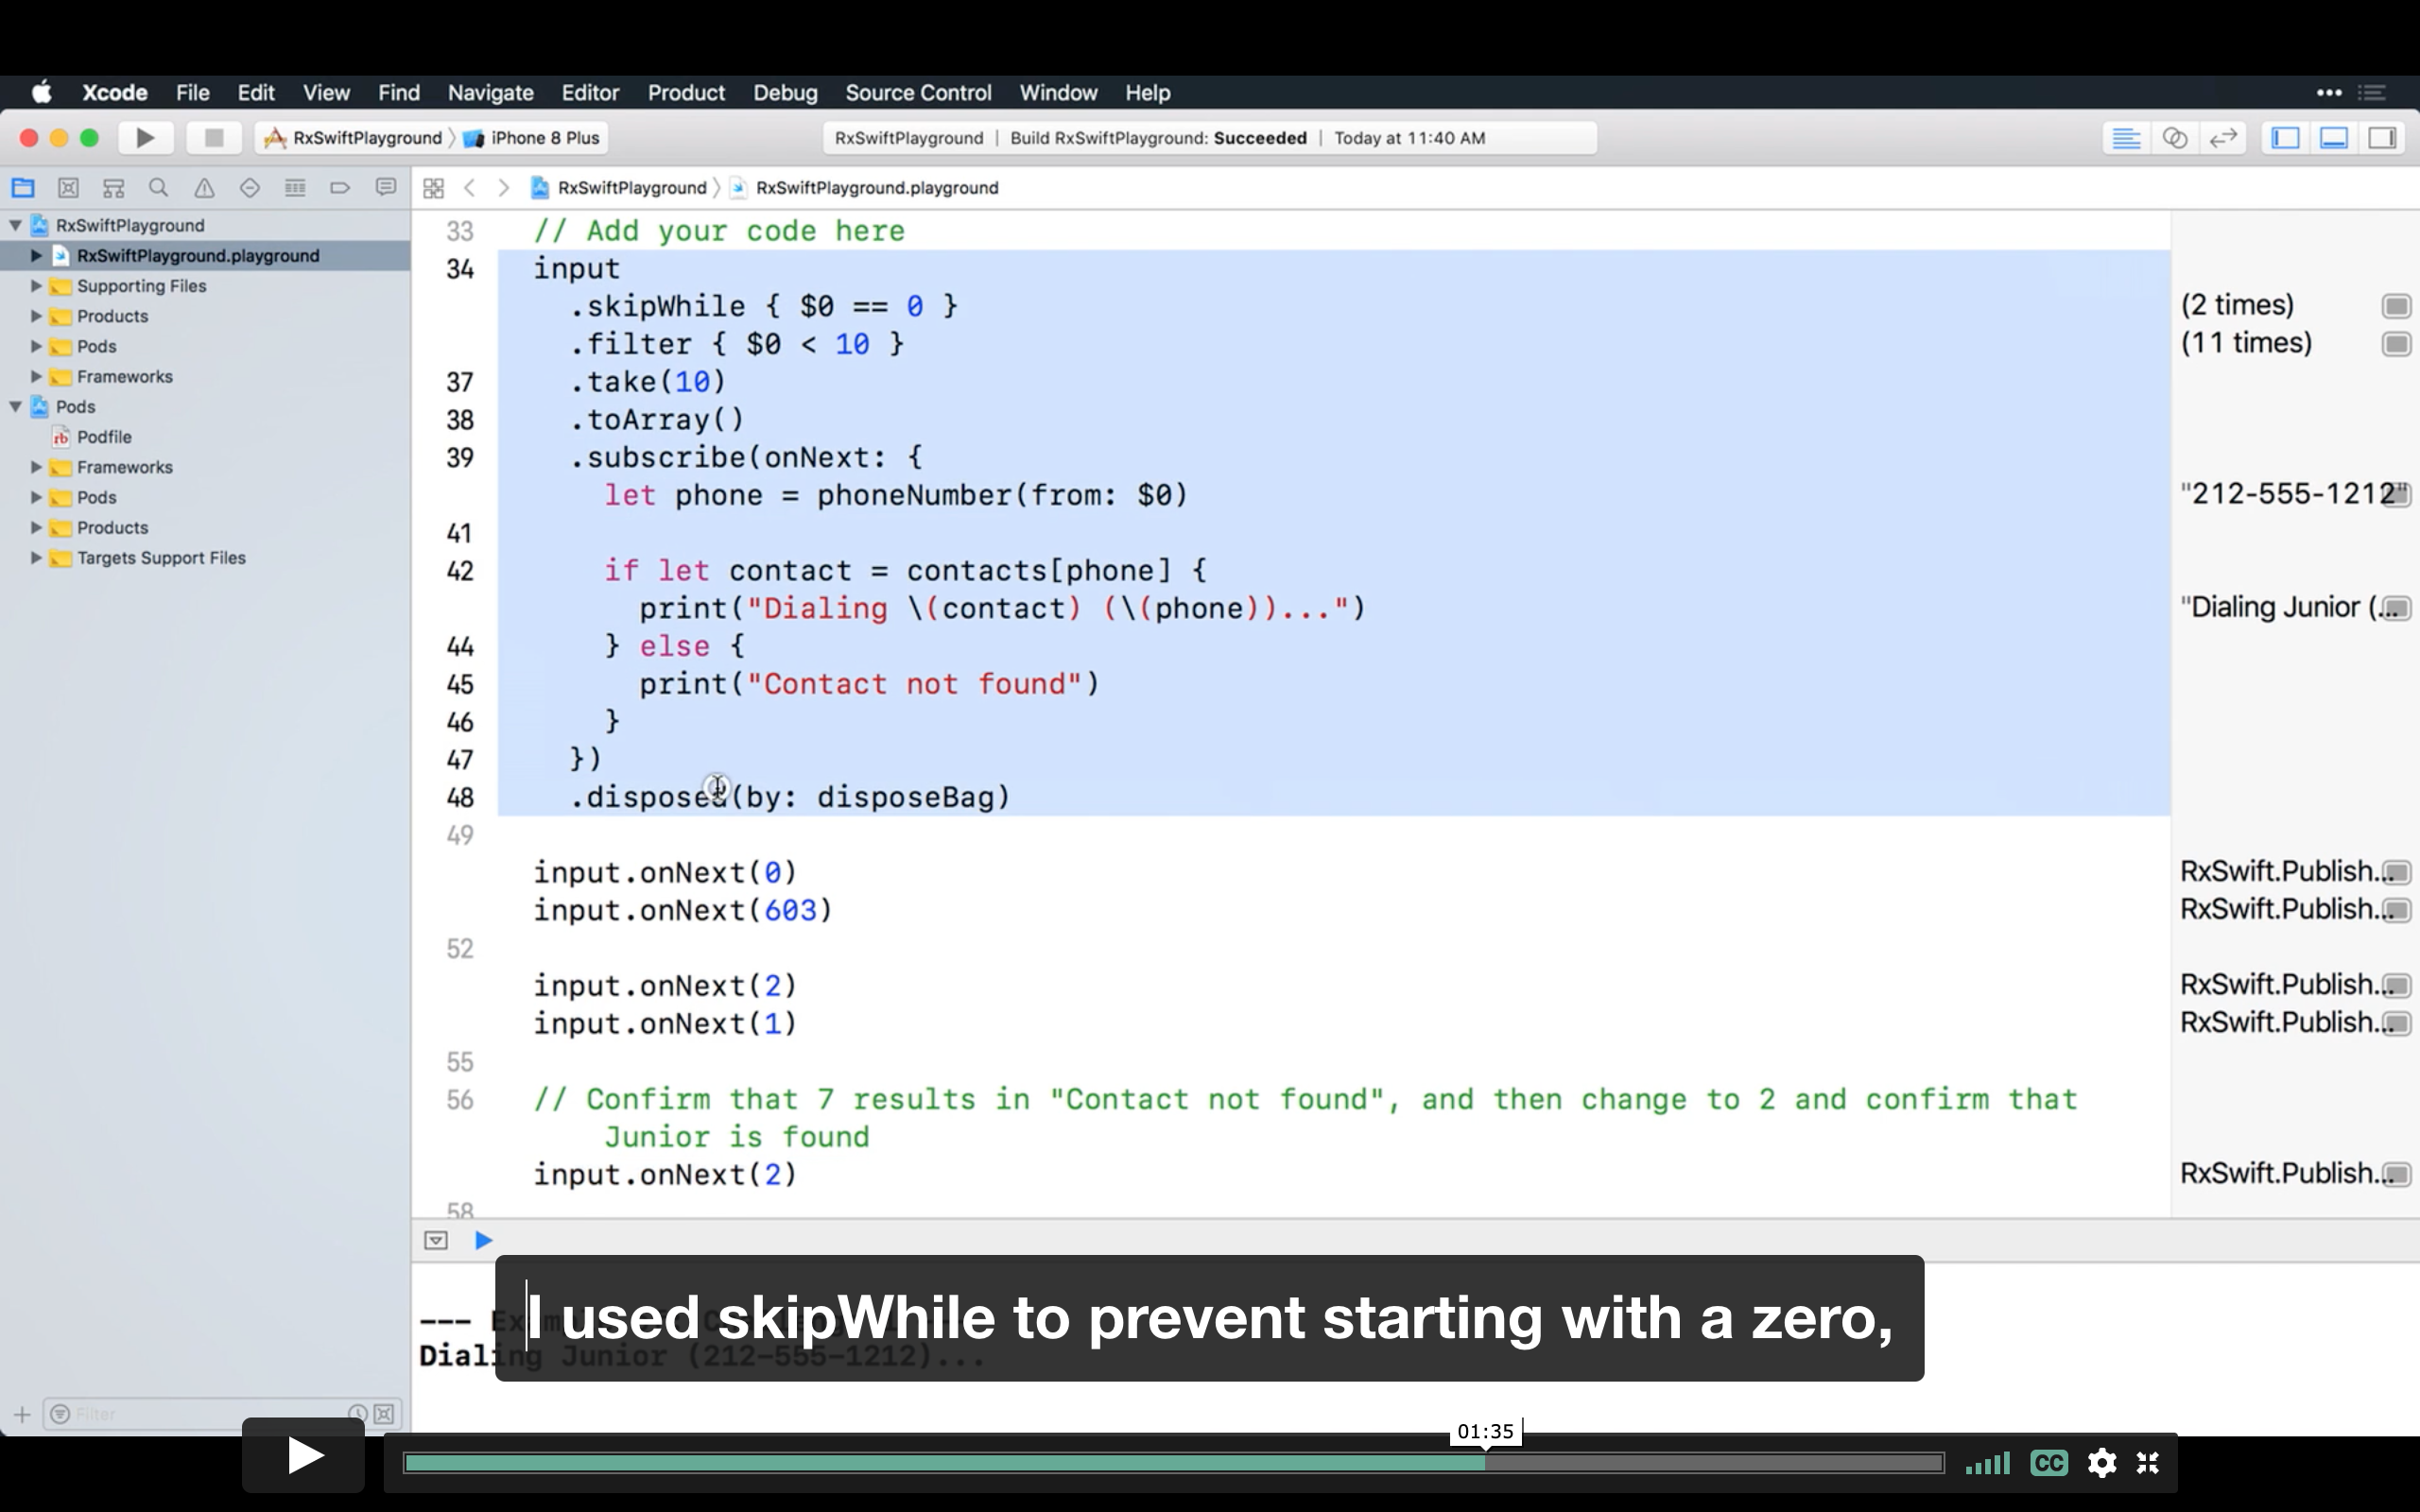 Xcode File Edit View Find Navigate Editor Product Debug Source Control Window Help
RxSwiftPlayground 〉 iPhone 8 Plus
RxSwiftPlayground | Build RxSwiftPlayground: Succeeded | Today at 11:40 AM
RxSwiftPlayground 〉 RxSwiftPlayground.playground
RxSwiftPlayground
RxSwiftPlayground.playground
Supporting Files
Products
Pods
Frameworks
Pods
Podfile
Frameworks
Pods
Products
Targets Support Files
Filter
33 // Add your code here
34 input
.skipWhile { $0 == 0 } (2 times)
.filter { $0 < 10 } (11 times)
37 .take(10)
38 .toArray()
39 .subscribe(onNext: {
let phone = phoneNumber(from: $0) "212-555-1212"
41
42 if let contact = contacts[phone] {
print("Dialing \(contact) (\(phone))...") "Dialing Junior (...
44 } else {
45 print("Contact not found")
46 }
47 })
48 .disposed(by: disposeBag)
49
input.onNext(0) RxSwift.Publish...
input.onNext(603) RxSwift.Publish...
52
input.onNext(2) RxSwift.Publish...
input.onNext(1) RxSwift.Publish...
55
56 // Confirm that 7 results in "Contact not found", and then change to 2 and confirm that
Junior is found
input.onNext(2) RxSwift.Publish...
58
I used skipWhile to prevent starting with a zero,
Dialing Junior (212-555-1212)...
01:35
CC